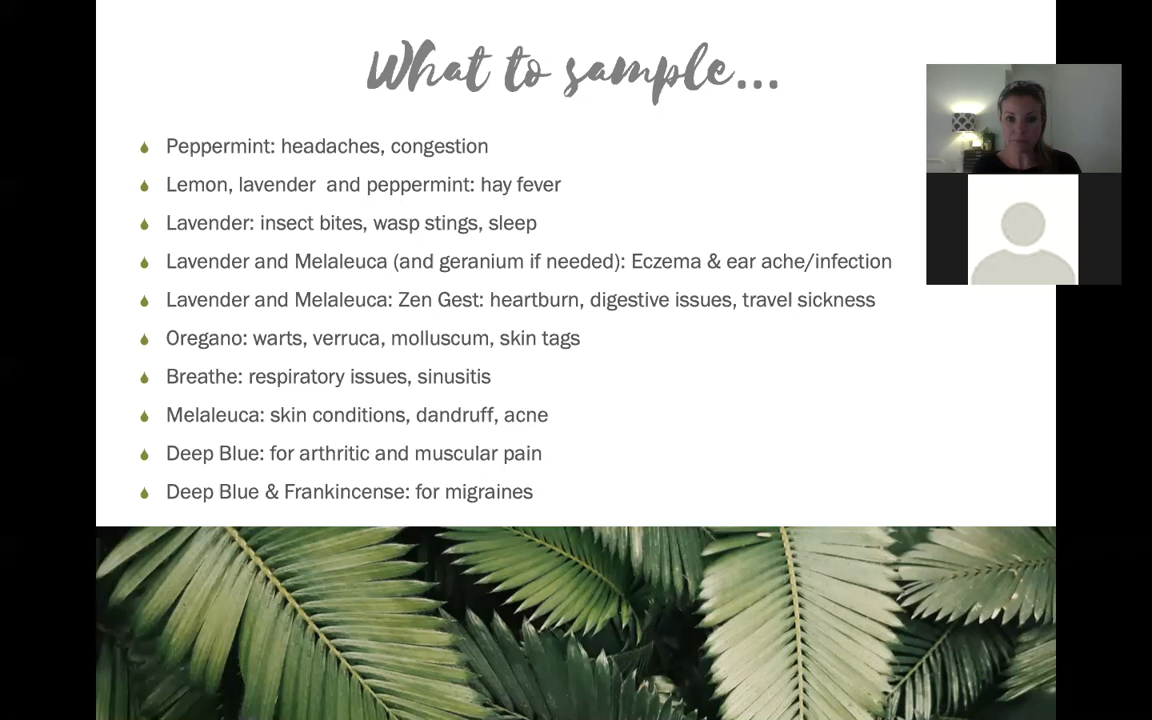 What to sample...
Peppermint: headaches, congestion
Lemon, lavender  and peppermint: hay fever
Lavender: insect bites, wasp stings, sleep
Lavender and Melaleuca (and geranium if needed): Eczema & ear ache/infection
Lavender and Melaleuca: Zen Gest: heartburn, digestive issues, travel sickness
Oregano: warts, verruca, molluscum, skin tags
Breathe: respiratory issues, sinusitis
Melaleuca: skin conditions, dandruff, acne
Deep Blue: for arthritic and muscular pain
Deep Blue & Frankincense: for migraines